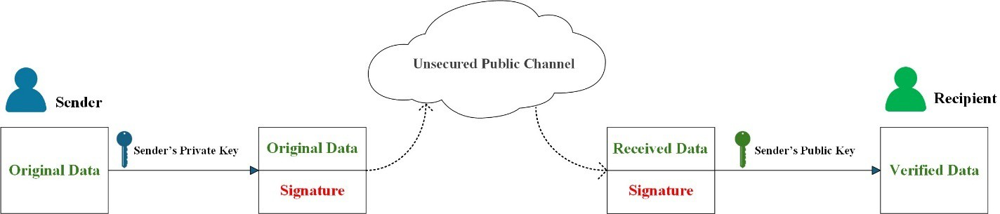 Unsecured Public Channel
Sender
Recipient
Original Data
Sender's Private Key
Original Data
Signature
Received Data
Signature
Sender's Public Key
Verified Data